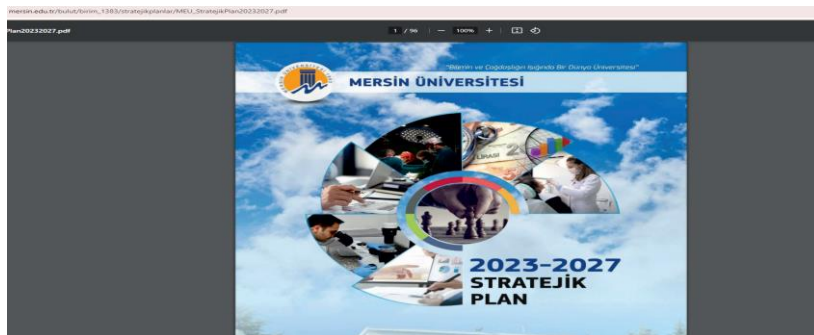 mersin.edu.tr/bulut/birim_1383/stratejikplanlar/MEU_StratejikPlan20232027.pdf
Plan20232027.pdf
1 / 96 | — 100% +
"Bilimin ve Çağdaşlığın Işığında Bir Dünya Üniversitesi"
MERSİN ÜNİVERSİTESİ
2023-2027
STRATEJİK
PLAN